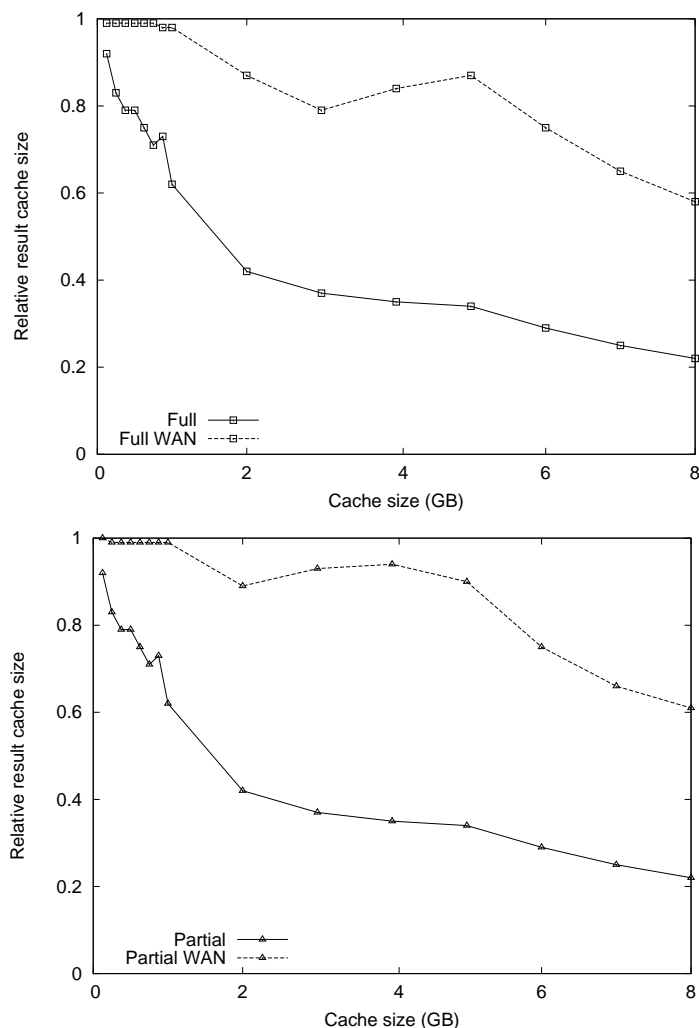 1
0.8
0.6
0.4
0.2
0
Relative result cache size
Full
Full WAN
0 2 4 6 8
Cache size (GB)
1
0.8
0.6
0.4
0.2
0
Relative result cache size
Partial
Partial WAN
0 2 4 6 8
Cache size (GB)